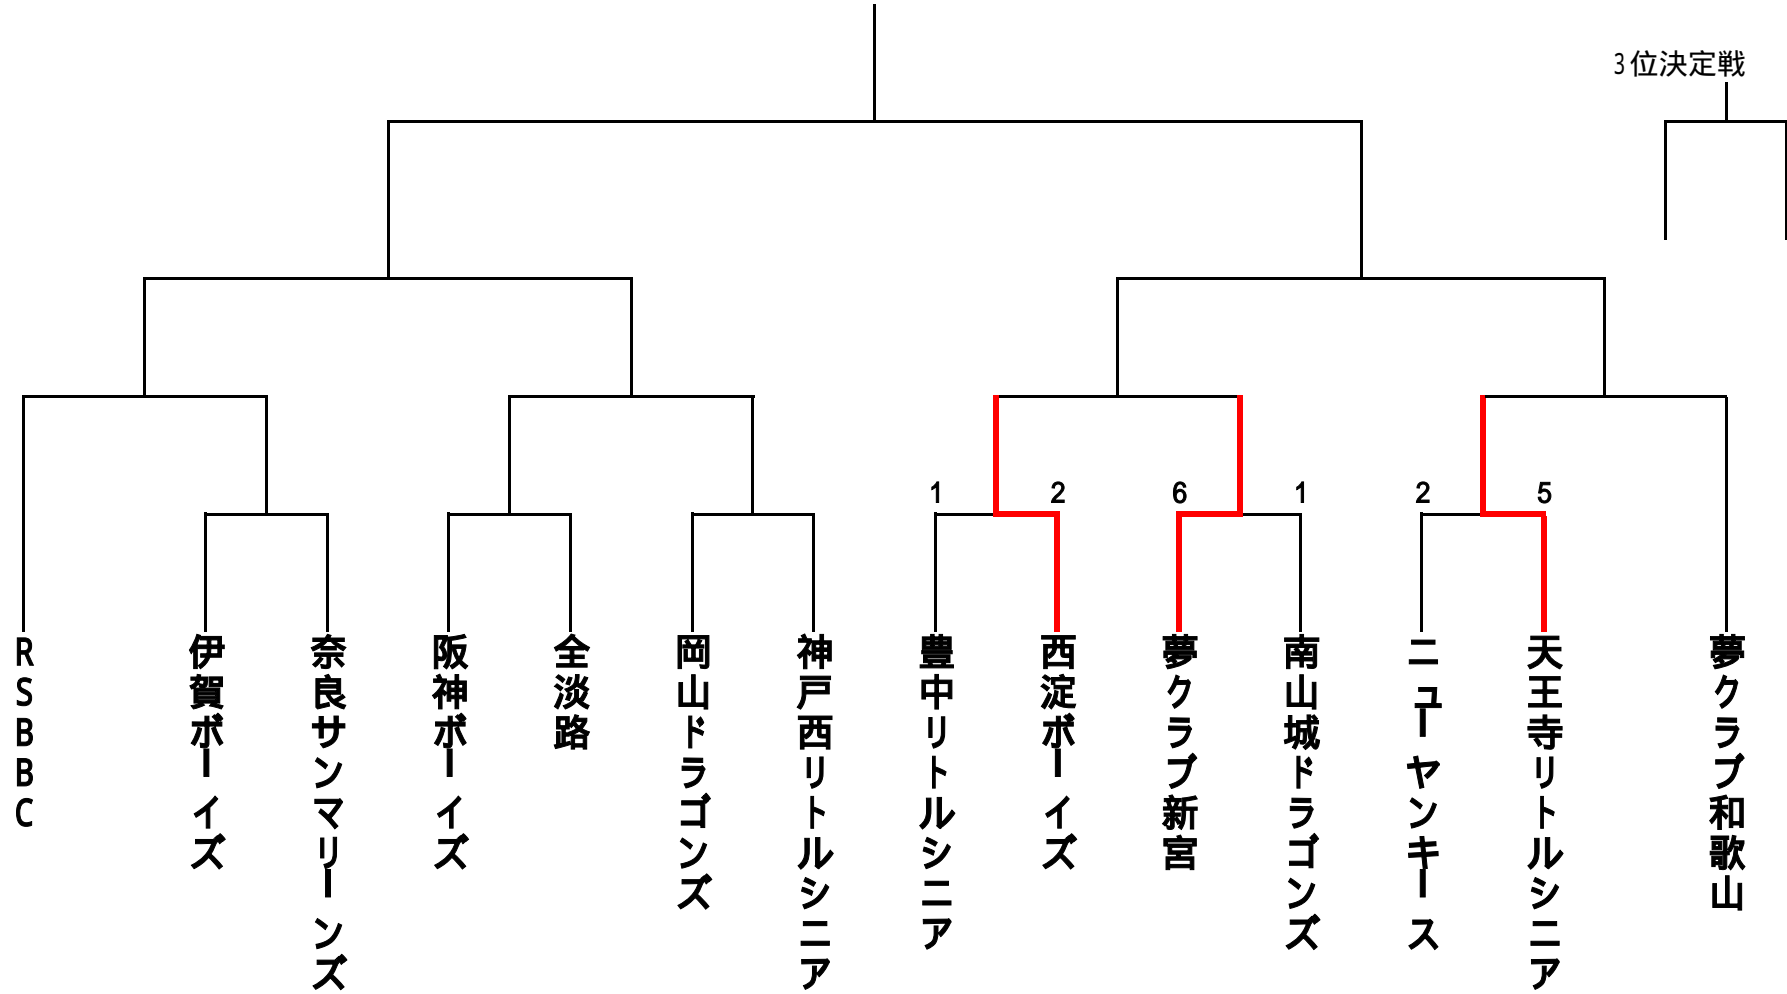 3位決定戦
1
2
6
1
2
5
RSBBC
伊賀ボーイズ
奈良サンマリーンズ
阪神ボーイズ
全淡路
岡山ドラゴンズ
神戸西リトルシニア
豊中リトルシニア
西淀ボーイズ
夢クラブ新宮
南山城ドラゴンズ
ニューヤンキース
天王寺リトルシニア
夢クラブ和歌山